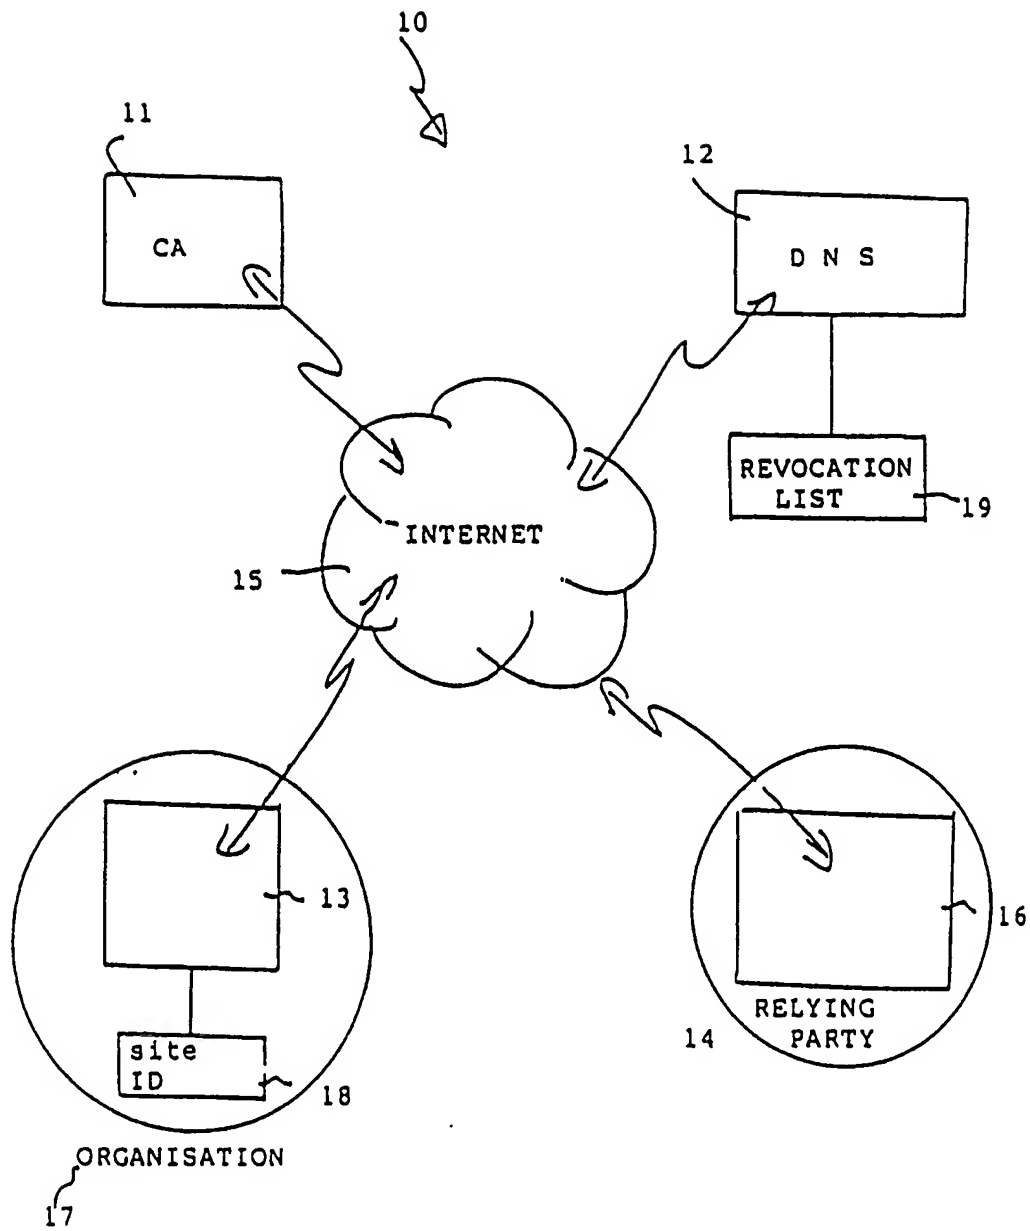 10
11
12
CA
D N S
REVOCATION
LIST
19
INTERNET
15
13
16
RELYING
PARTY
14
site
ID
18
ORGANISATION
17